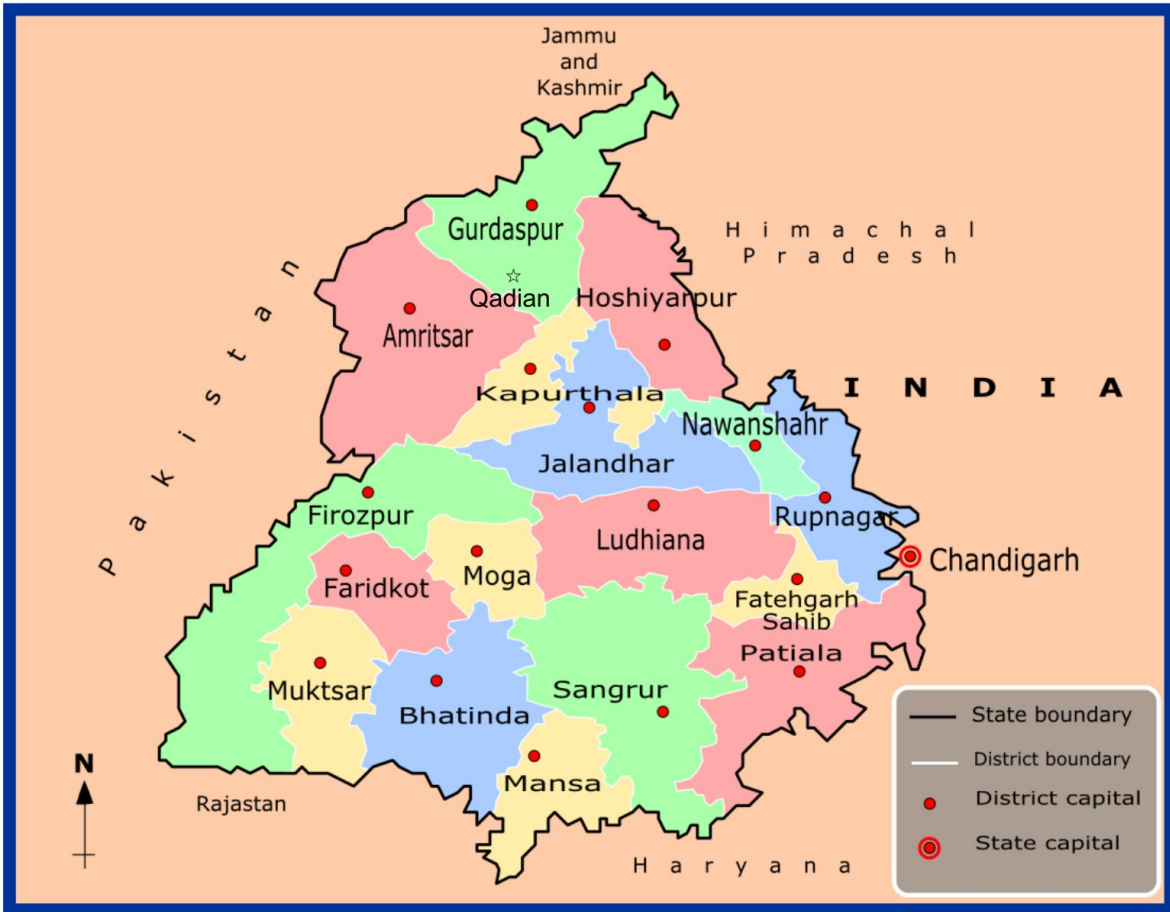 Jammu
and
Kashmir
Gurdaspur
Himachal
Pradesh
Pakistan
Qadian
Hoshiyarpur
Amritsar
INDIA
Kapurthala
Nawanshahr
Jalandhar
Firozpur
Rupnagar
Ludhiana
Chandigarh
Moga
Faridkot
Fatehgarh
Sahib
Patiala
Muktsar
Sangrur
Bhatinda
State boundary
District boundary
N
Mansa
District capital
Rajastan
State capital
Haryana